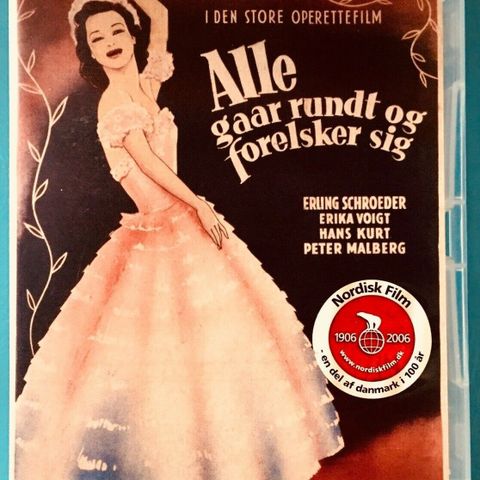 I DEN STORE OPERETTEFILM
Alle
gaar rundt og
forelsker sig
ERLING SCHROEDER
ERIKA VOIGT
HANS KURT
PETER MALBERG
Nordisk Film
1906 2006
www.nordiskfilm.dk
- en del af danmark i 100 år